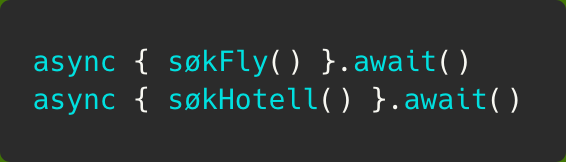 async { søkFly() }.await()
async { søkHotell() }.await()